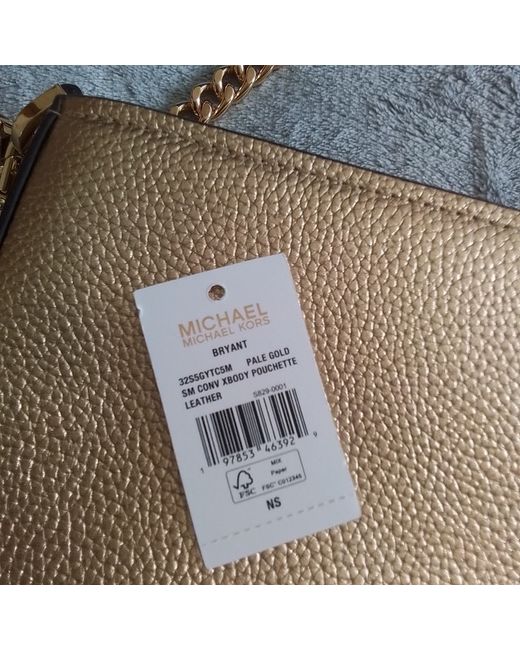 MICHAEL
MICHAEL KORS
BRYANT
32S5GYTC5M PALE GOLD
SM CONV XBODY POUCHETTE
LEATHER S829-0001
1 97853 46392 9
FSC
MIX
Paper
FSC® C012345
NS